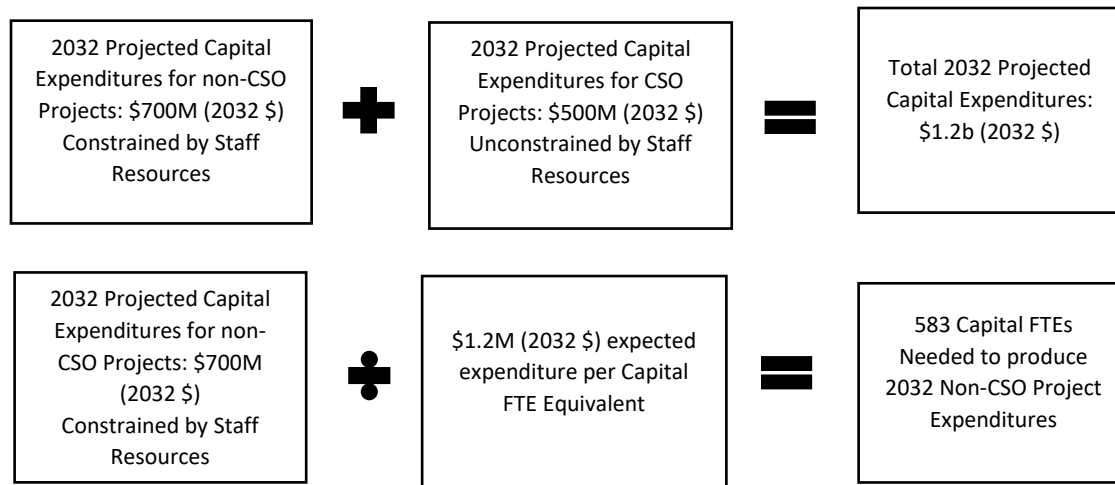 2032 Projected Capital
Expenditures for non-CSO
Projects: $700M (2032 $)
Constrained by Staff
Resources
2032 Projected Capital
Expenditures for CSO
Projects: $500M (2032 $)
Unconstrained by Staff
Resources
Total 2032 Projected
Capital Expenditures:
$1.2b (2032 $)
2032 Projected Capital
Expenditures for non-
CSO Projects: $700M
(2032 $)
Constrained by Staff
Resources
$1.2M (2032 $) expected
expenditure per Capital
FTE Equivalent
583 Capital FTEs
Needed to produce
2032 Non-CSO Project
Expenditures